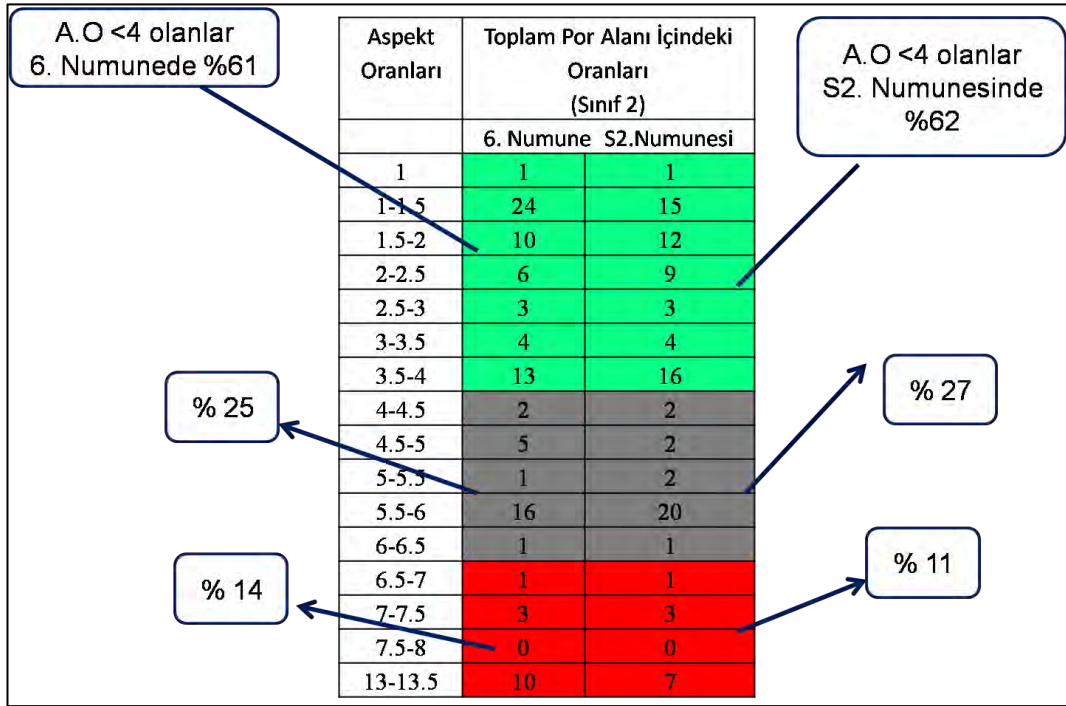 A.O <4 olanlar
6. Numunede %61
Aspekt
Oranları
Toplam Por Alanı İçindeki
Oranları
(Sınıf 2)
A.O <4 olanlar
S2. Numunesinde
%62
6. Numune S2.Numunesi
1 1 1
1-1.5 24 15
1.5-2 10 12
2-2.5 6 9
2.5-3 3 3
3-3.5 4 4
3.5-4 13 16
4-4.5 2 2
4.5-5 5 2
5-5.5 1 2
5.5-6 16 20
6-6.5 1 1
6.5-7 1 1
7-7.5 3 3
7.5-8 0 0
13-13.5 10 7
% 25
% 27
% 14
% 11